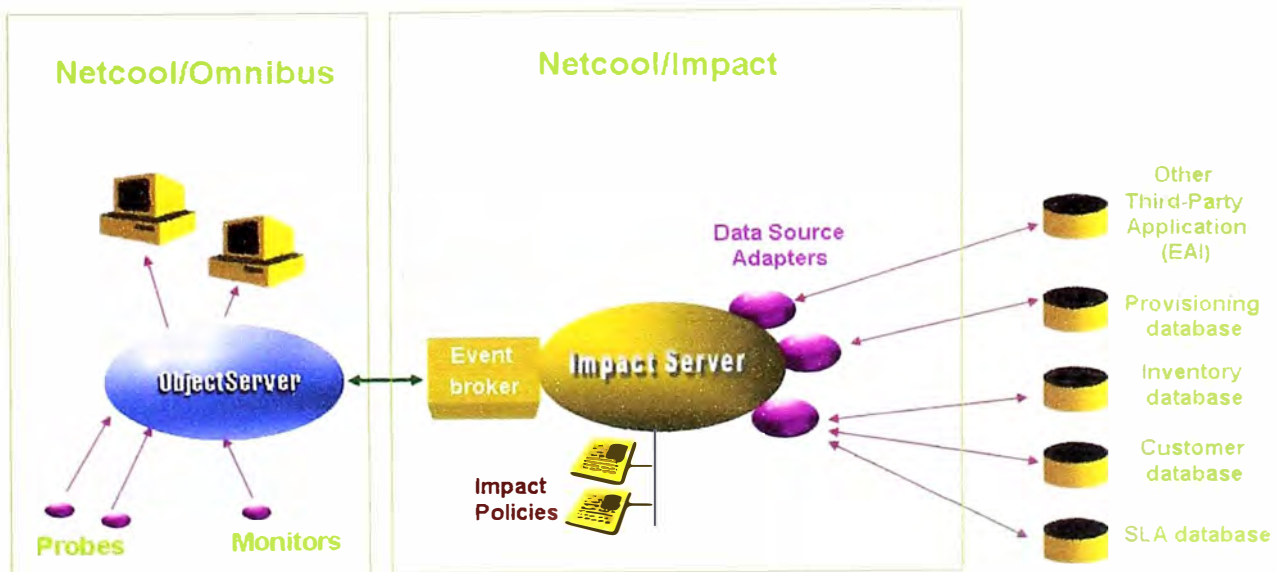 Netcool/Omnibus
Netcool/Impact
Other
Third-Party
Application
(EAI)
Data Source
Adapters
Provisioning
database
Event
broker
Impact Server
ObjectServer
Inventory
database
Customer
database
Impact
Policies
Probes
Monitors
SLA database